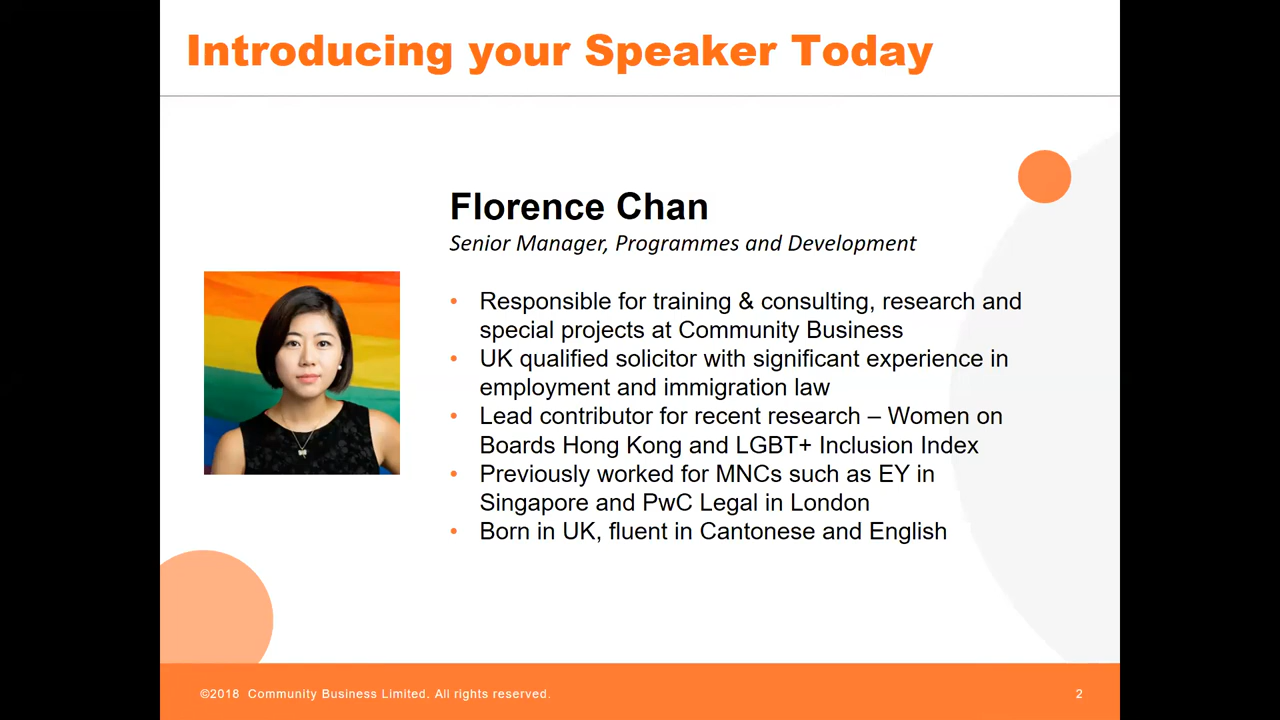 Introducing your Speaker Today
Florence Chan
Senior Manager, Programmes and Development
• Responsible for training & consulting, research and
special projects at Community Business
• UK qualified solicitor with significant experience in
employment and immigration law
• Lead contributor for recent research – Women on
Boards Hong Kong and LGBT+ Inclusion Index
• Previously worked for MNCs such as EY in
Singapore and PwC Legal in London
• Born in UK, fluent in Cantonese and English
©2018 Community Business Limited. All rights reserved.
2